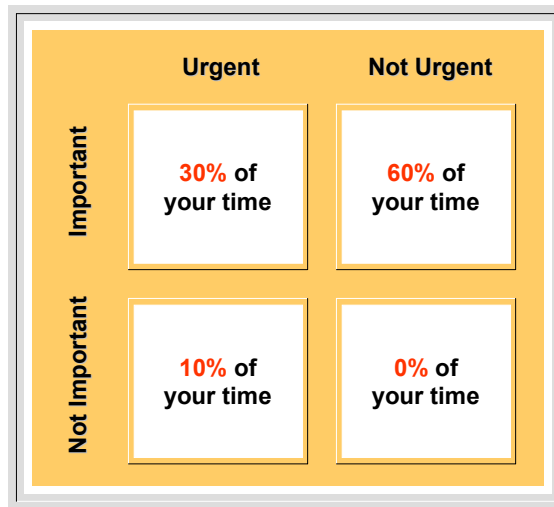 Urgent Not Urgent
Important
30% of
your time
60% of
your time
Not Important
10% of
your time
0% of
your time